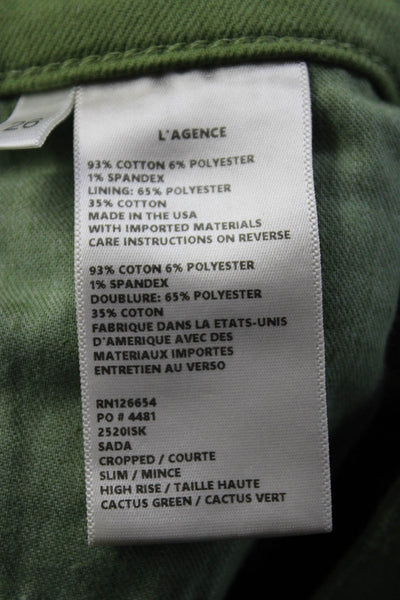 26
L'AGENCE
93% COTTON 6% POLYESTER
1% SPANDEX
LINING: 65% POLYESTER
35% COTTON
MADE IN THE USA
WITH IMPORTED MATERIALS
CARE INSTRUCTIONS ON REVERSE
93% COTON 6% POLYESTER
1% SPANDEX
DOUBLURE: 65% POLYESTER
35% COTON
FABRIQUE DANS LA ETATS-UNIS
D'AMERIQUE AVEC DES
MATERIAUX IMPORTES
ENTRETIEN AU VERSO
RN126654
PO # 4481
2520ISK
SADA
CROPPED / COURTE
SLIM / MINCE
HIGH RISE / TAILLE HAUTE
CACTUS GREEN / CACTUS VERT